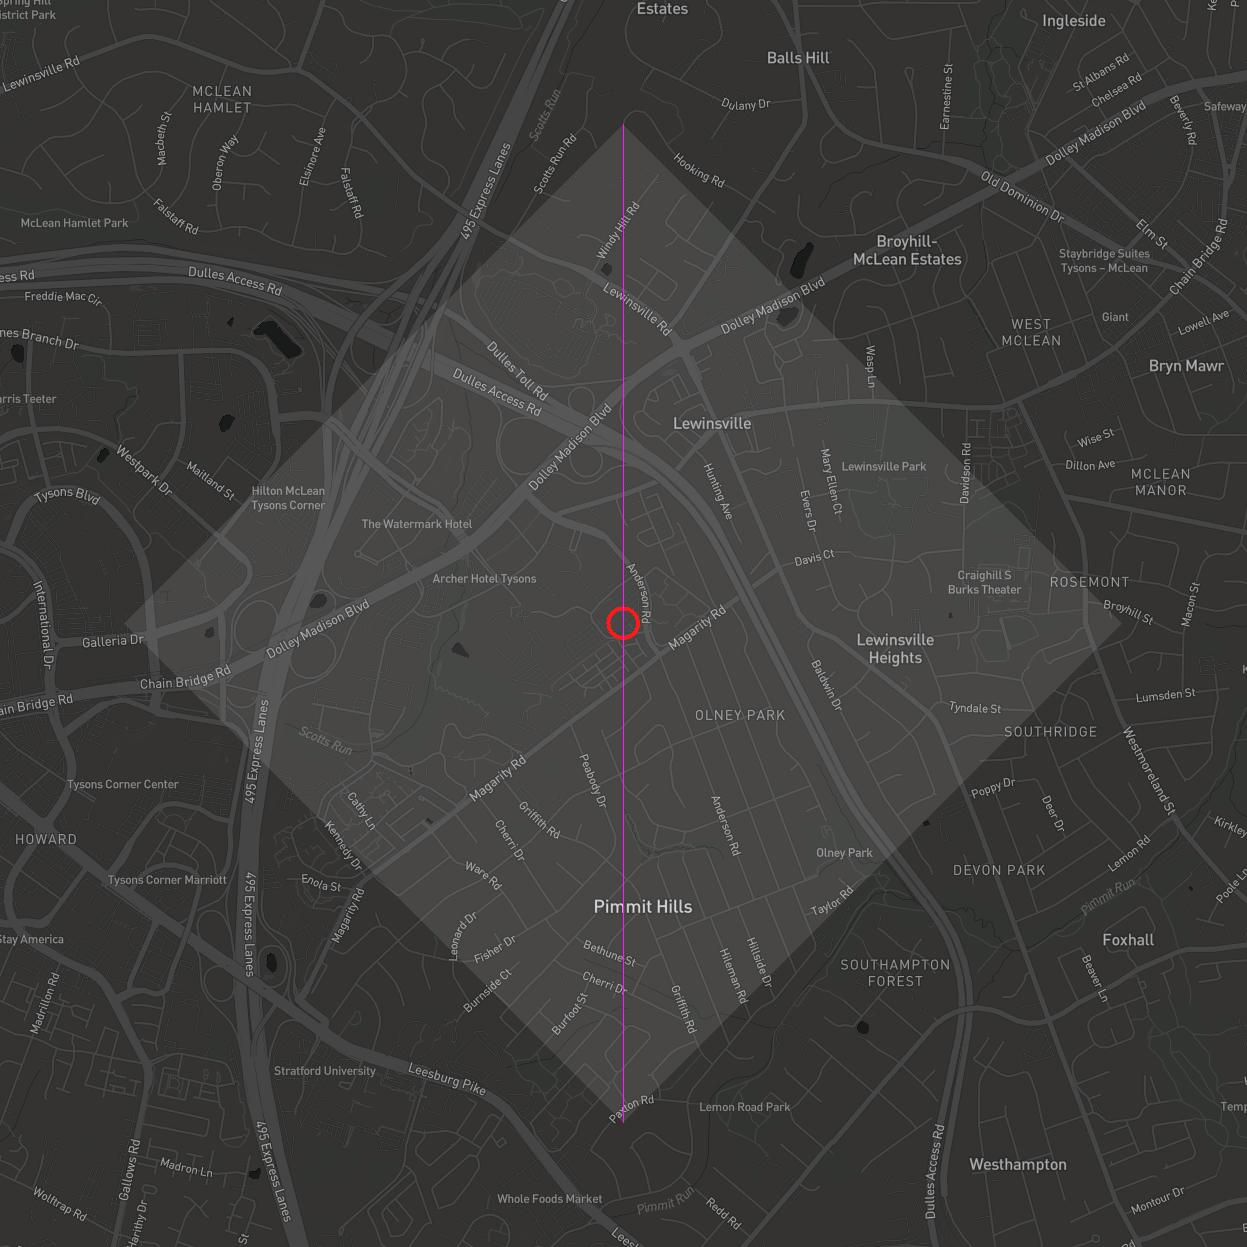 District Park
Estates
Ingleside
Balls Hill
Lewinsville Rd
St Albans Rd
Chelsea Rd
MCLEAN
HAMLET
Scotts Run
Dulany Dr
Earnestine St
Beverly Rd
Safeway
Dolley Madison Blvd
Macbeth St
Oberon Way
Elsinore Ave
Falstaff Rd
Scotts Run Rd
Hooking Rd
495 Express Lanes
Old Dominion Dr
McLean Hamlet Park
Falstaff Rd
Windy Hill Rd
Broyhill-
McLean Estates
Elm St
Staybridge Suites
Tysons – McLean
Chain Bridge Rd
ess Rd
Dulles Access Rd
Freddie Mac Cir
Lewinsville Rd
Dolley Madison Blvd
nes Branch Dr
Giant
WEST
MCLEAN
Lowell Ave
Dulles Toll Rd
Wasp Ln
Bryn Mawr
Dulles Access Rd
arris Teeter
Dolley Madison Blvd
Lewinsville
Wise St
Westpark Dr
Maitland St
Hunting Ave
Mary Ellen Ct
Lewinsville Park
Davidson Rd
Dillon Ave
MCLEAN
MANOR
Tysons Blvd
Hilton McLean
Tysons Corner
Evers Dr
The Watermark Hotel
Davis Ct
Archer Hotel Tysons
Anderson Rd
Craighill S
Burks Theater
ROSEMONT
International Dr
Dolley Madison Blvd
Magarity Rd
Broyhill St
Macon St
Galleria Dr
Lewinsville
Heights
Chain Bridge Rd
ain Bridge Rd
Baldwin Dr
Lumsden St
495 Express Lanes
OLNEY PARK
Tyndale St
SOUTHRIDGE
Scotts Run
Westmoreland St
Tysons Corner Center
Magarity Rd
Peabody Dr
Poppy Dr
Cathy Ln
Griffith Rd
Anderson Rd
Deer Dr
Kirkley
HOWARD
Kennedy Dr
Cherri Dr
Olney Park
Lemon Rd
Tysons Corner Marriott
Enola St
Ware Rd
DEVON PARK
Poole Ln
Pimmit Run
495 Express Lanes
Magarity Rd
Pimmit Hills
Taylor Rd
Stay America
Leonard Dr
Fisher Dr
Bethune St
Hillside Dr
Foxhall
SOUTHAMPTON
FOREST
Burnside Ct
Cherri Dr
Hileman Rd
Beaver Ln
Madrillon Rd
Burfoot St
Griffith Rd
Stratford University
Leesburg Pike
Paxton Rd
Lemon Road Park
Temp
495 Express Lanes
Gallows Rd
Madron Ln
Dulles Access Rd
Westhampton
Wolftrap Rd
Harithy Dr
St
Whole Foods Market
Pimmit Run
Redd Rd
Montour Dr
Rd